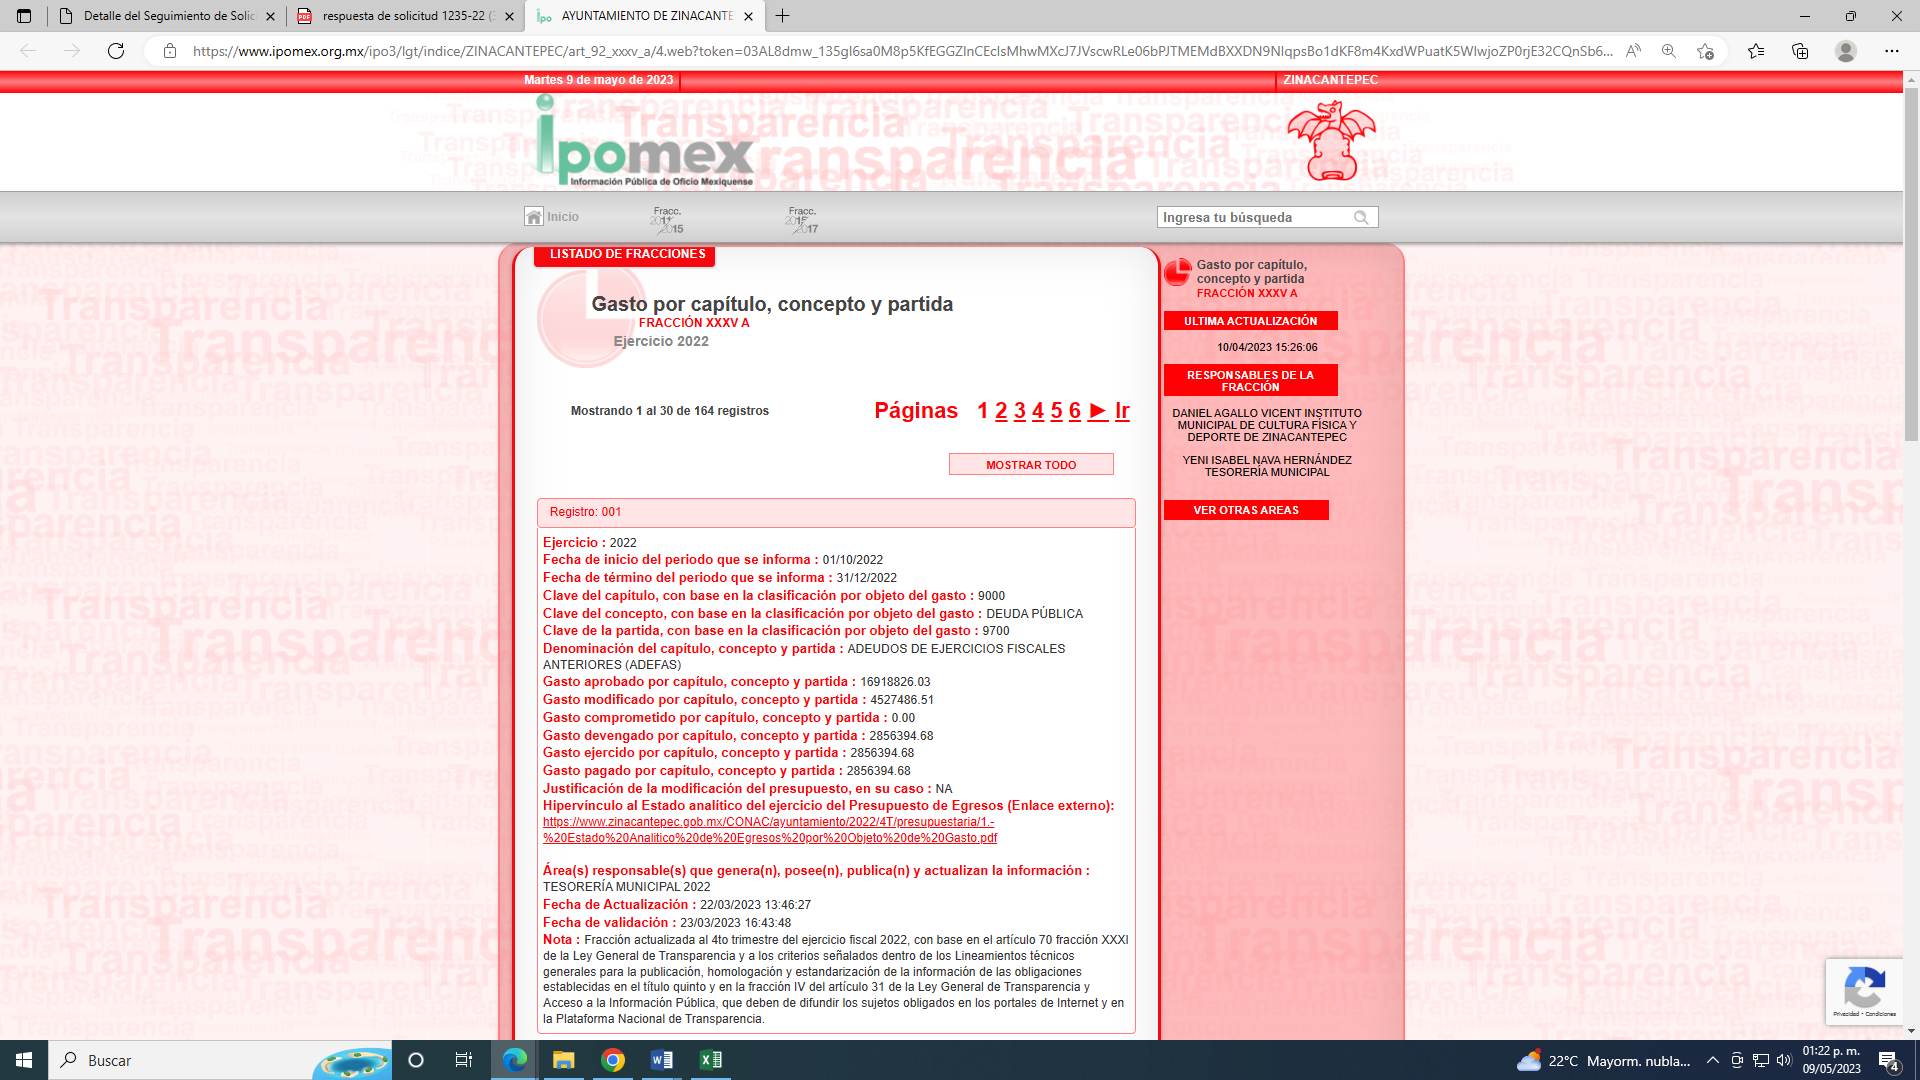 Detalle del Seguimiento de Solic
respuesta de solicitud 1235-22 (3
AYUNTAMIENTO DE ZINACANTE
https://www.ipomex.org.mx/ipo3/lgt/indice/ZINACANTEPEC/art_92_xxxv_a/4.web?token=
Martes 9 de mayo de 2023
ZINACANTEPEC
ipomex
Información Pública de Oficio Mexiquense
Transparencia
Inicio
Fracc.
2011
2015
Fracc.
2015
2017
Ingresa tu búsqueda
LISTADO DE FRACCIONES
Gasto por capítulo, concepto y partida
FRACCIÓN XXXV A
Ejercicio 2022
Mostrando 1 al 30 de 164 registros
Páginas 1 2 3 4 5 6 ► Ir
MOSTRAR TODO
Registro: 001
Ejercicio : 2022
Fecha de inicio del periodo que se informa : 01/10/2022
Fecha de término del periodo que se informa : 31/12/2022
Clave del capítulo, con base en la clasificación por objeto del gasto : 9000
Clave del concepto, con base en la clasificación por objeto del gasto : DEUDA PÚBLICA
Clave de la partida, con base en la clasificación por objeto del gasto : 9700
Denominación del capítulo, concepto y partida : ADEUDOS DE EJERCICIOS FISCALES
ANTERIORES (ADEFAS)
Gasto aprobado por capítulo, concepto y partida : 16918826.03
Gasto modificado por capítulo, concepto y partida : 4527486.51
Gasto comprometido por capítulo, concepto y partida : 0.00
Gasto devengado por capítulo, concepto y partida : 2856394.68
Gasto ejercido por capítulo, concepto y partida : 2856394.68
Gasto pagado por capítulo, concepto y partida : 2856394.68
Justificación de la modificación del presupuesto, en su caso : NA
Hipervínculo al Estado analítico del ejercicio del Presupuesto de Egresos (Enlace externo):
https://www.zinacantepec.gob.mx/CONAC/ayuntamiento/2022/4T/presupuestaria/1.-
%20Estado%20Analitico%20de%20Egresos%20por%20Objeto%20de%20Gasto.pdf
Área(s) responsable(s) que genera(n), posee(n), publica(n) y actualizan la información :
TESORERÍA MUNICIPAL 2022
Fecha de Actualización : 22/03/2023 13:46:27
Fecha de validación : 23/03/2023 16:43:48
Nota : Fracción actualizada al 4to trimestre del ejercicio fiscal 2022, con base en el artículo 70 fracción XXXI
de la Ley General de Transparencia y a los criterios señalados dentro de los Lineamientos técnicos
generales para la publicación, homologación y estandarización de la información de las obligaciones
establecidas en el título quinto y en la fracción IV del artículo 31 de la Ley General de Transparencia y
Acceso a la Información Pública, que deben de difundir los sujetos obligados en los portales de Internet y en
la Plataforma Nacional de Transparencia.
Gasto por capítulo,
concepto y partida
FRACCIÓN XXXV A
ULTIMA ACTUALIZACIÓN
10/04/2023 15:26:06
RESPONSABLES DE LA
FRACCIÓN
DANIEL AGALLO VICENT INSTITUTO
MUNICIPAL DE CULTURA FÍSICA Y
DEPORTE DE ZINACANTEPEC
YENI ISABEL NAVA HERNÁNDEZ
TESORERÍA MUNICIPAL
VER OTRAS AREAS
Privacidad - Condiciones
Buscar
22°C Mayorm. nubla...
01:22 p. m.
09/05/2023
4